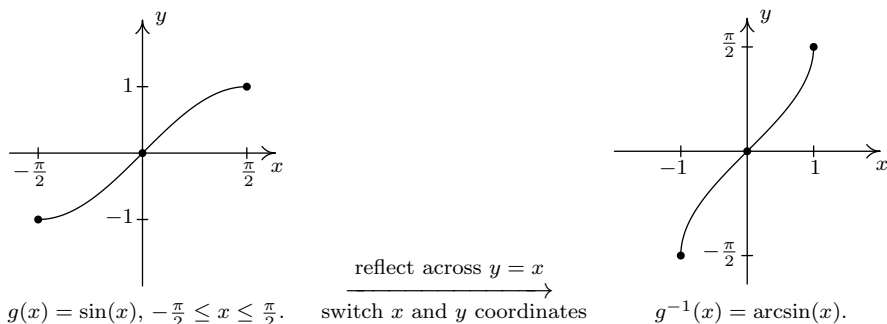 y
1
−π/2
π/2
x
−1
g(x) = sin(x), −π/2 ≤ x ≤ π/2.
reflect across y = x
switch x and y coordinates
y
π/2
−1
1
x
−π/2
g⁻¹(x) = arcsin(x).